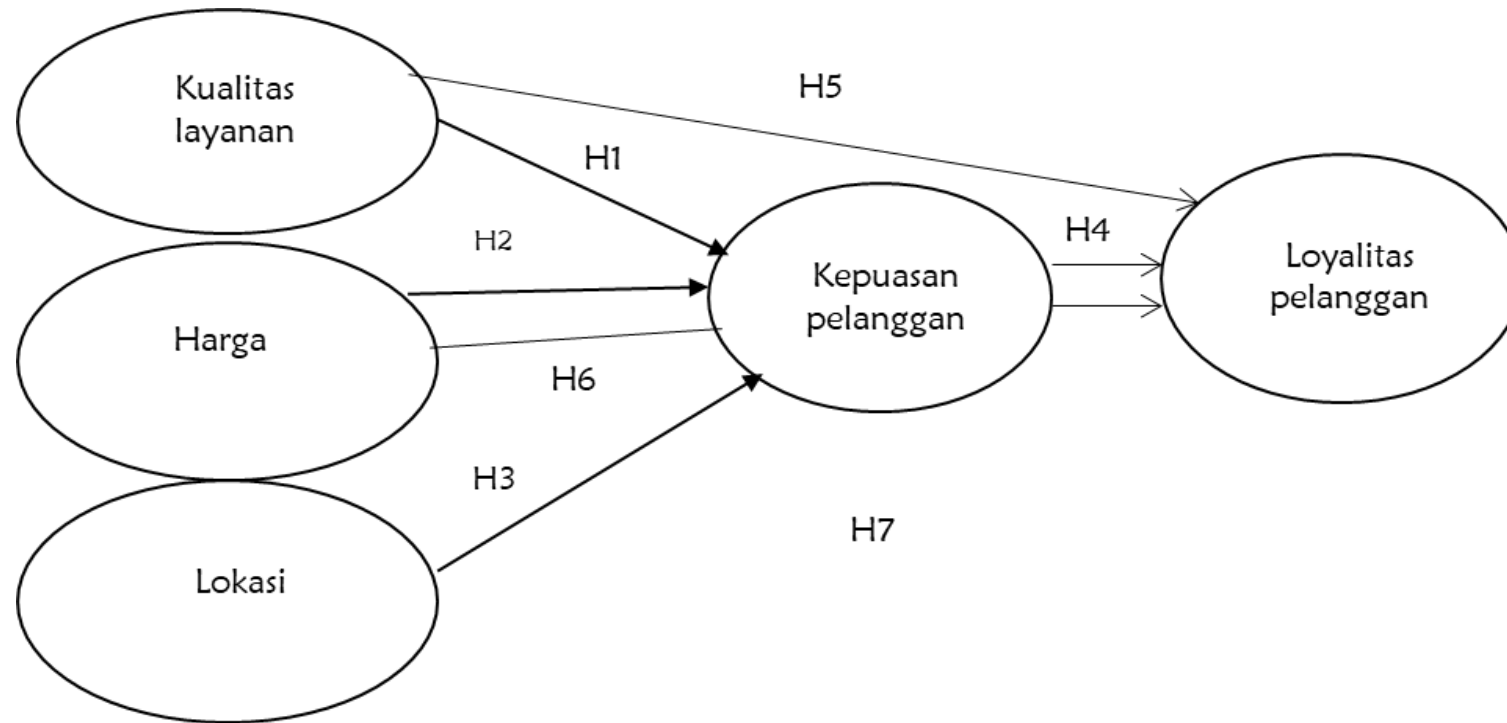 Kualitas
layanan
H5
H1
H2
H4
Kepuasan
pelanggan
Loyalitas
pelanggan
Harga
H6
H3
H7
Lokasi